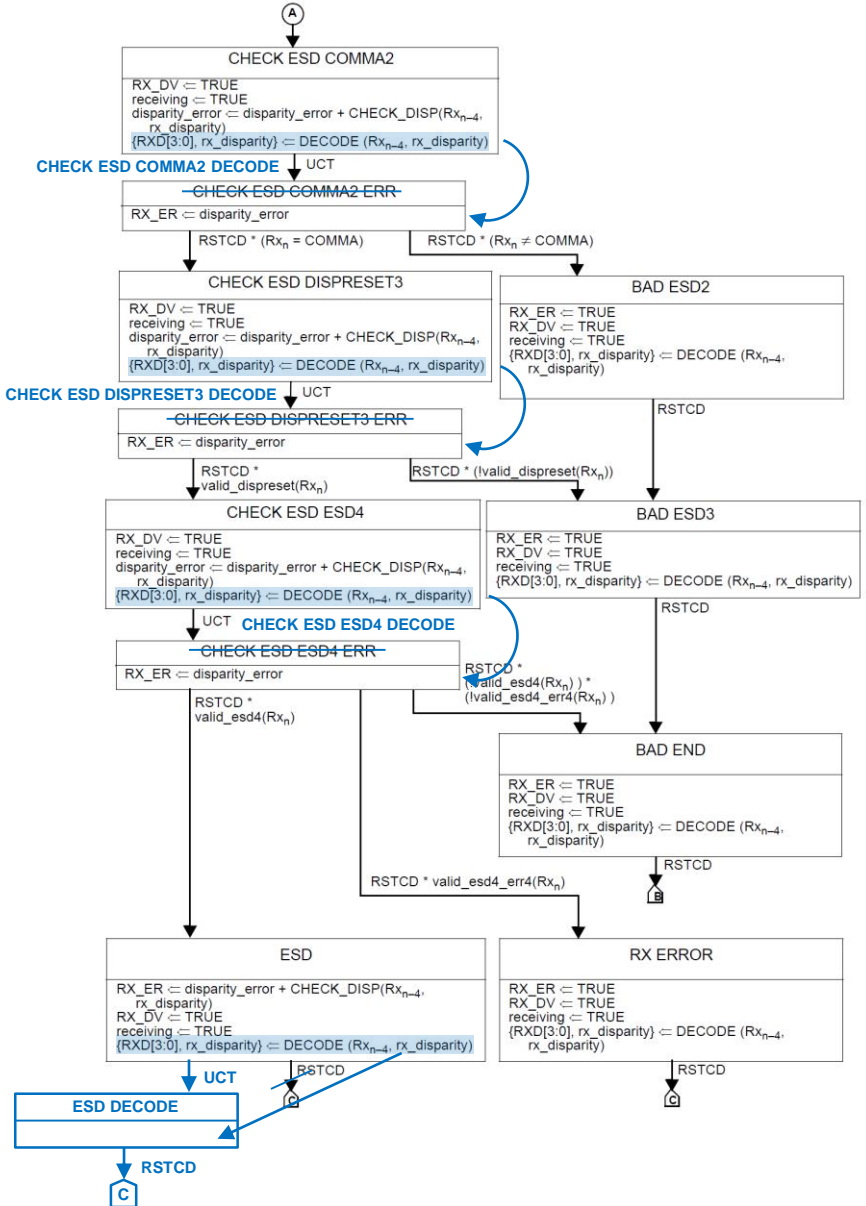 A
CHECK ESD COMMA2
RX_DV ⇐ TRUE
receiving ⇐ TRUE
disparity_error ⇐ disparity_error + CHECK_DISP(Rxn–4,
rx_disparity)
{RXD[3:0], rx_disparity} ⇐ DECODE (Rxn–4, rx_disparity)
CHECK ESD COMMA2 DECODE
UCT
CHECK ESD COMMA2 ERR
RX_ER ⇐ disparity_error
RSTCD * (Rxn = COMMA)
RSTCD * (Rxn ≠ COMMA)
CHECK ESD DISPRESET3
RX_DV ⇐ TRUE
receiving ⇐ TRUE
disparity_error ⇐ disparity_error + CHECK_DISP(Rxn–4,
rx_disparity)
{RXD[3:0], rx_disparity} ⇐ DECODE (Rxn–4, rx_disparity)
BAD ESD2
RX_ER ⇐ TRUE
RX_DV ⇐ TRUE
receiving ⇐ TRUE
{RXD[3:0], rx_disparity} ⇐ DECODE (Rxn–4,
rx_disparity)
CHECK ESD DISPRESET3 DECODE
UCT
RSTCD
CHECK ESD DISPRESET3 ERR
RX_ER ⇐ disparity_error
RSTCD *
valid_dispreset(Rxn)
RSTCD * (!valid_dispreset(Rxn))
CHECK ESD ESD4
RX_DV ⇐ TRUE
receiving ⇐ TRUE
disparity_error ⇐ disparity_error + CHECK_DISP(Rxn–4,
rx_disparity)
{RXD[3:0], rx_disparity} ⇐ DECODE (Rxn–4, rx_disparity)
BAD ESD3
RX_ER ⇐ TRUE
RX_DV ⇐ TRUE
receiving ⇐ TRUE
{RXD[3:0], rx_disparity} ⇐ DECODE (Rxn–4, rx_disparity)
UCT
CHECK ESD ESD4 DECODE
RSTCD
CHECK ESD ESD4 ERR
RX_ER ⇐ disparity_error
RSTCD *
(!valid_esd4(Rxn) ) *
(!valid_esd4_err4(Rxn) )
RSTCD *
valid_esd4(Rxn)
BAD END
RX_ER ⇐ TRUE
RX_DV ⇐ TRUE
receiving ⇐ TRUE
{RXD[3:0], rx_disparity} ⇐ DECODE (Rxn–4,
rx_disparity)
RSTCD
B
RSTCD * valid_esd4_err4(Rxn)
ESD
RX_ER ⇐ disparity_error + CHECK_DISP(Rxn–4,
rx_disparity)
RX_DV ⇐ TRUE
receiving ⇐ TRUE
{RXD[3:0], rx_disparity} ⇐ DECODE (Rxn–4, rx_disparity)
RX ERROR
RX_ER ⇐ TRUE
RX_DV ⇐ TRUE
receiving ⇐ TRUE
{RXD[3:0], rx_disparity} ⇐ DECODE (Rxn–4,
rx_disparity)
UCT
RSTCD
C
RSTCD
C
ESD DECODE
RSTCD
C